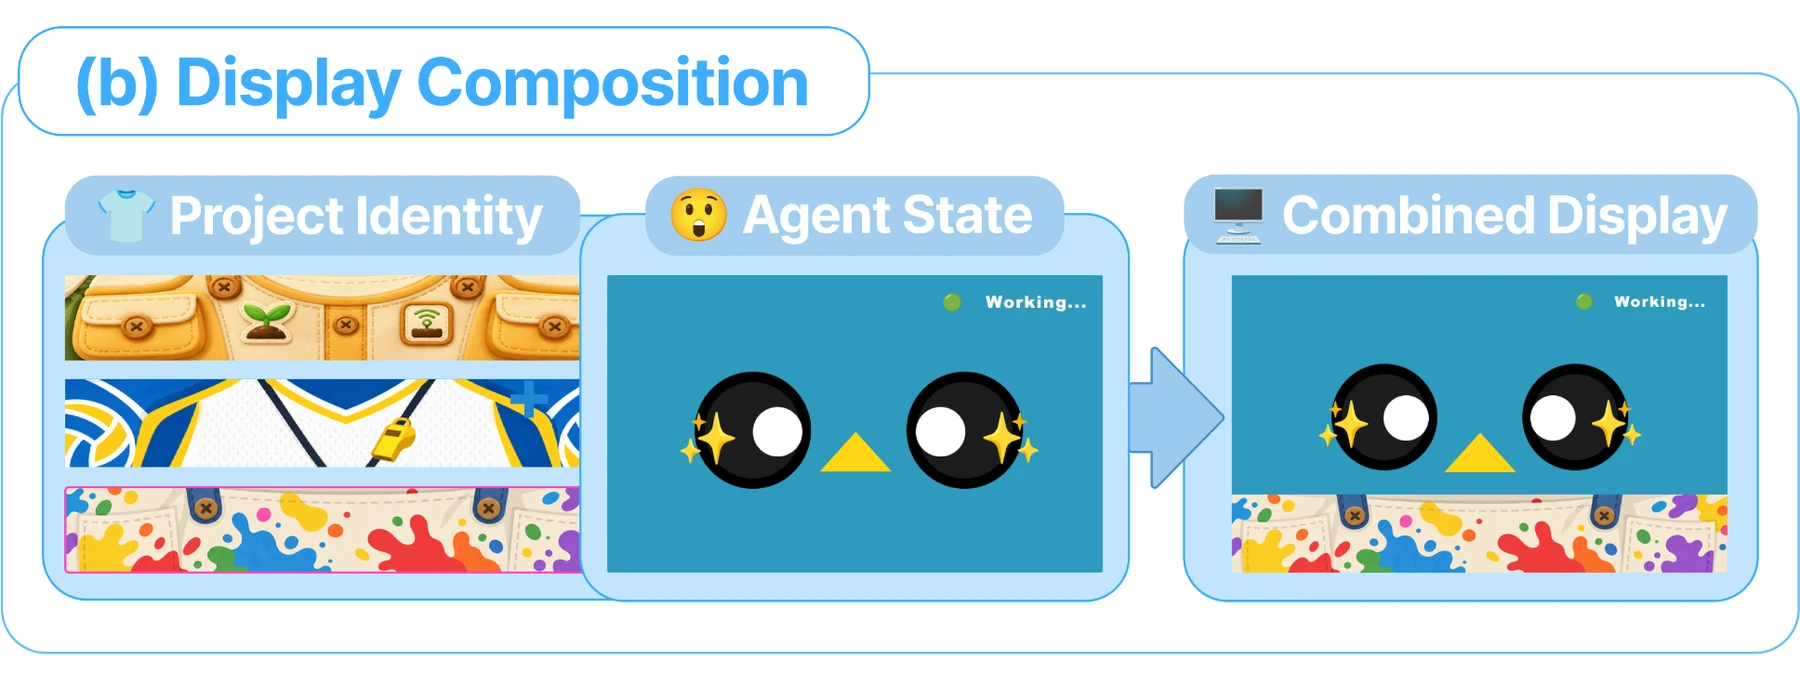 (b) Display Composition
Project Identity
Agent State
Combined Display
Working...
Working...